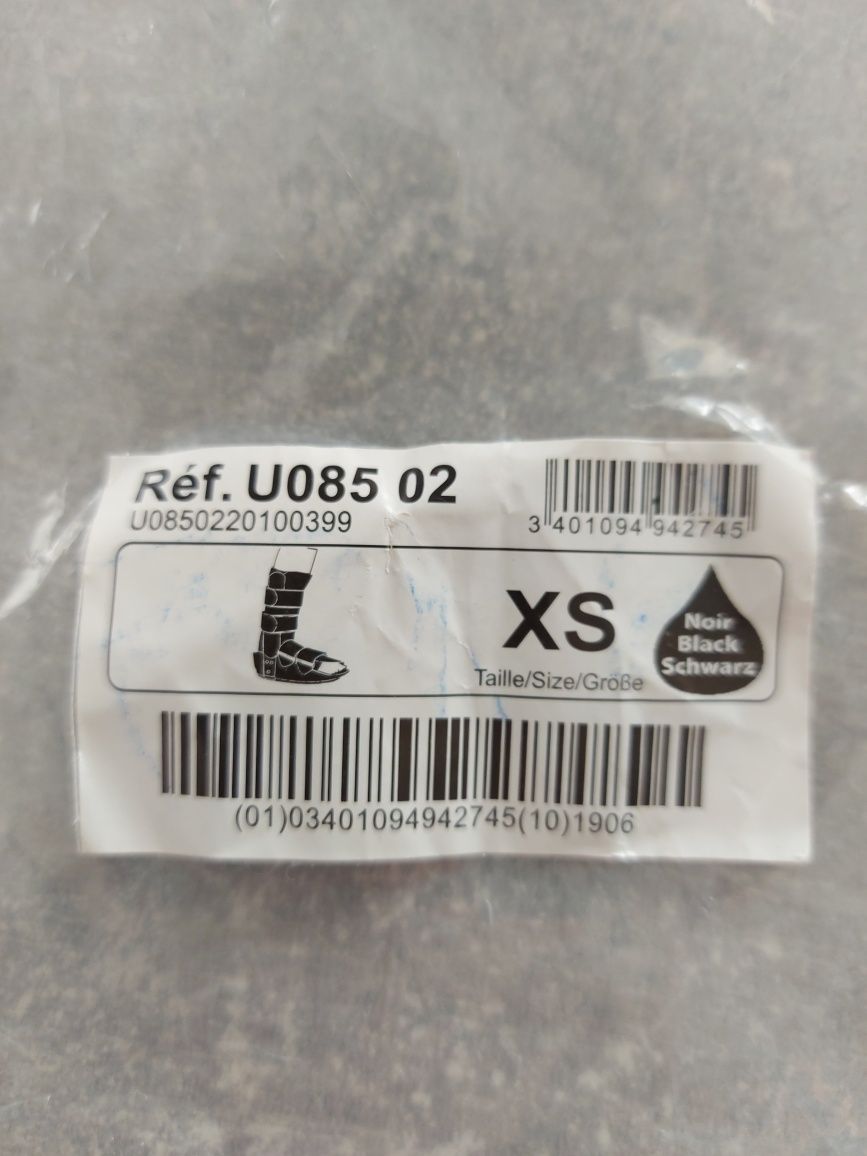 Réf. U085 02
U0850220100399
3 401094 942745
XS
Taille/Size/Größe
Noir
Black
Schwarz
(01)03401094942745(10)1906